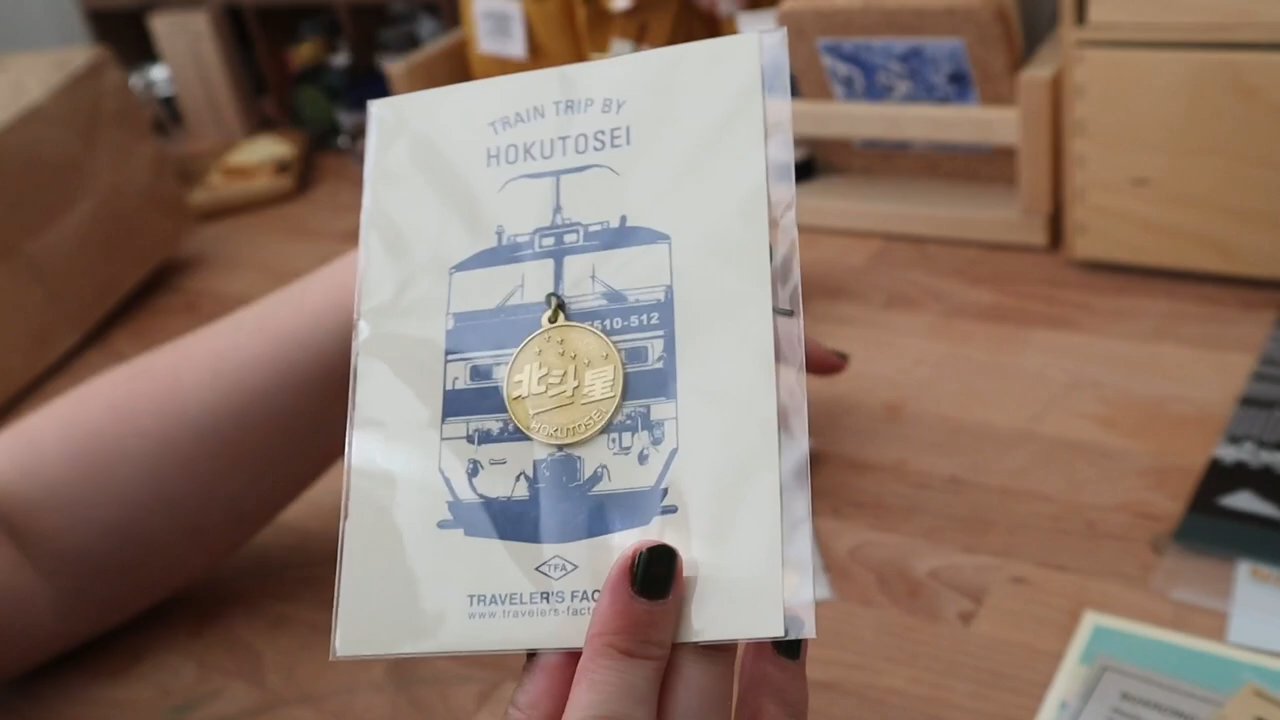 TRAIN TRIP BY
HOKUTOSEI
510-512
北斗星
HOKUTOSEI
TFA
TRAVELER'S FAC
www.travelers-fact